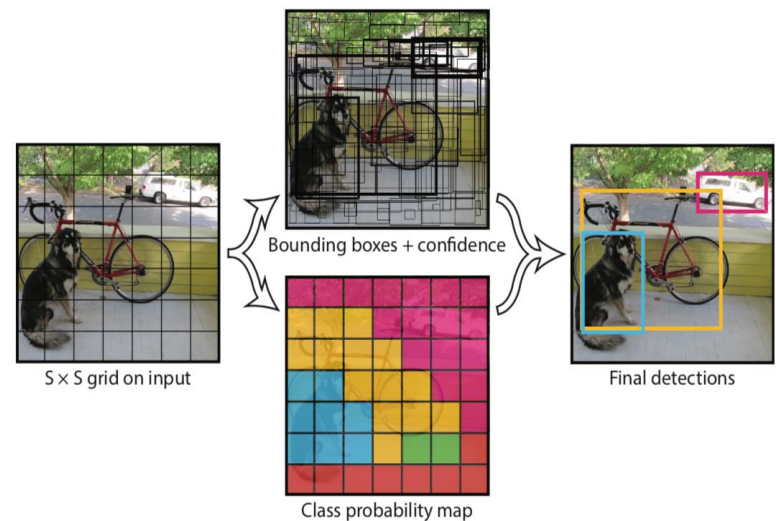 S × S grid on input
Bounding boxes + confidence
Class probability map
Final detections